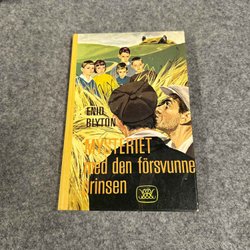 ENID
BLYTON
MYSTERIET
med den försvunne
prinsen